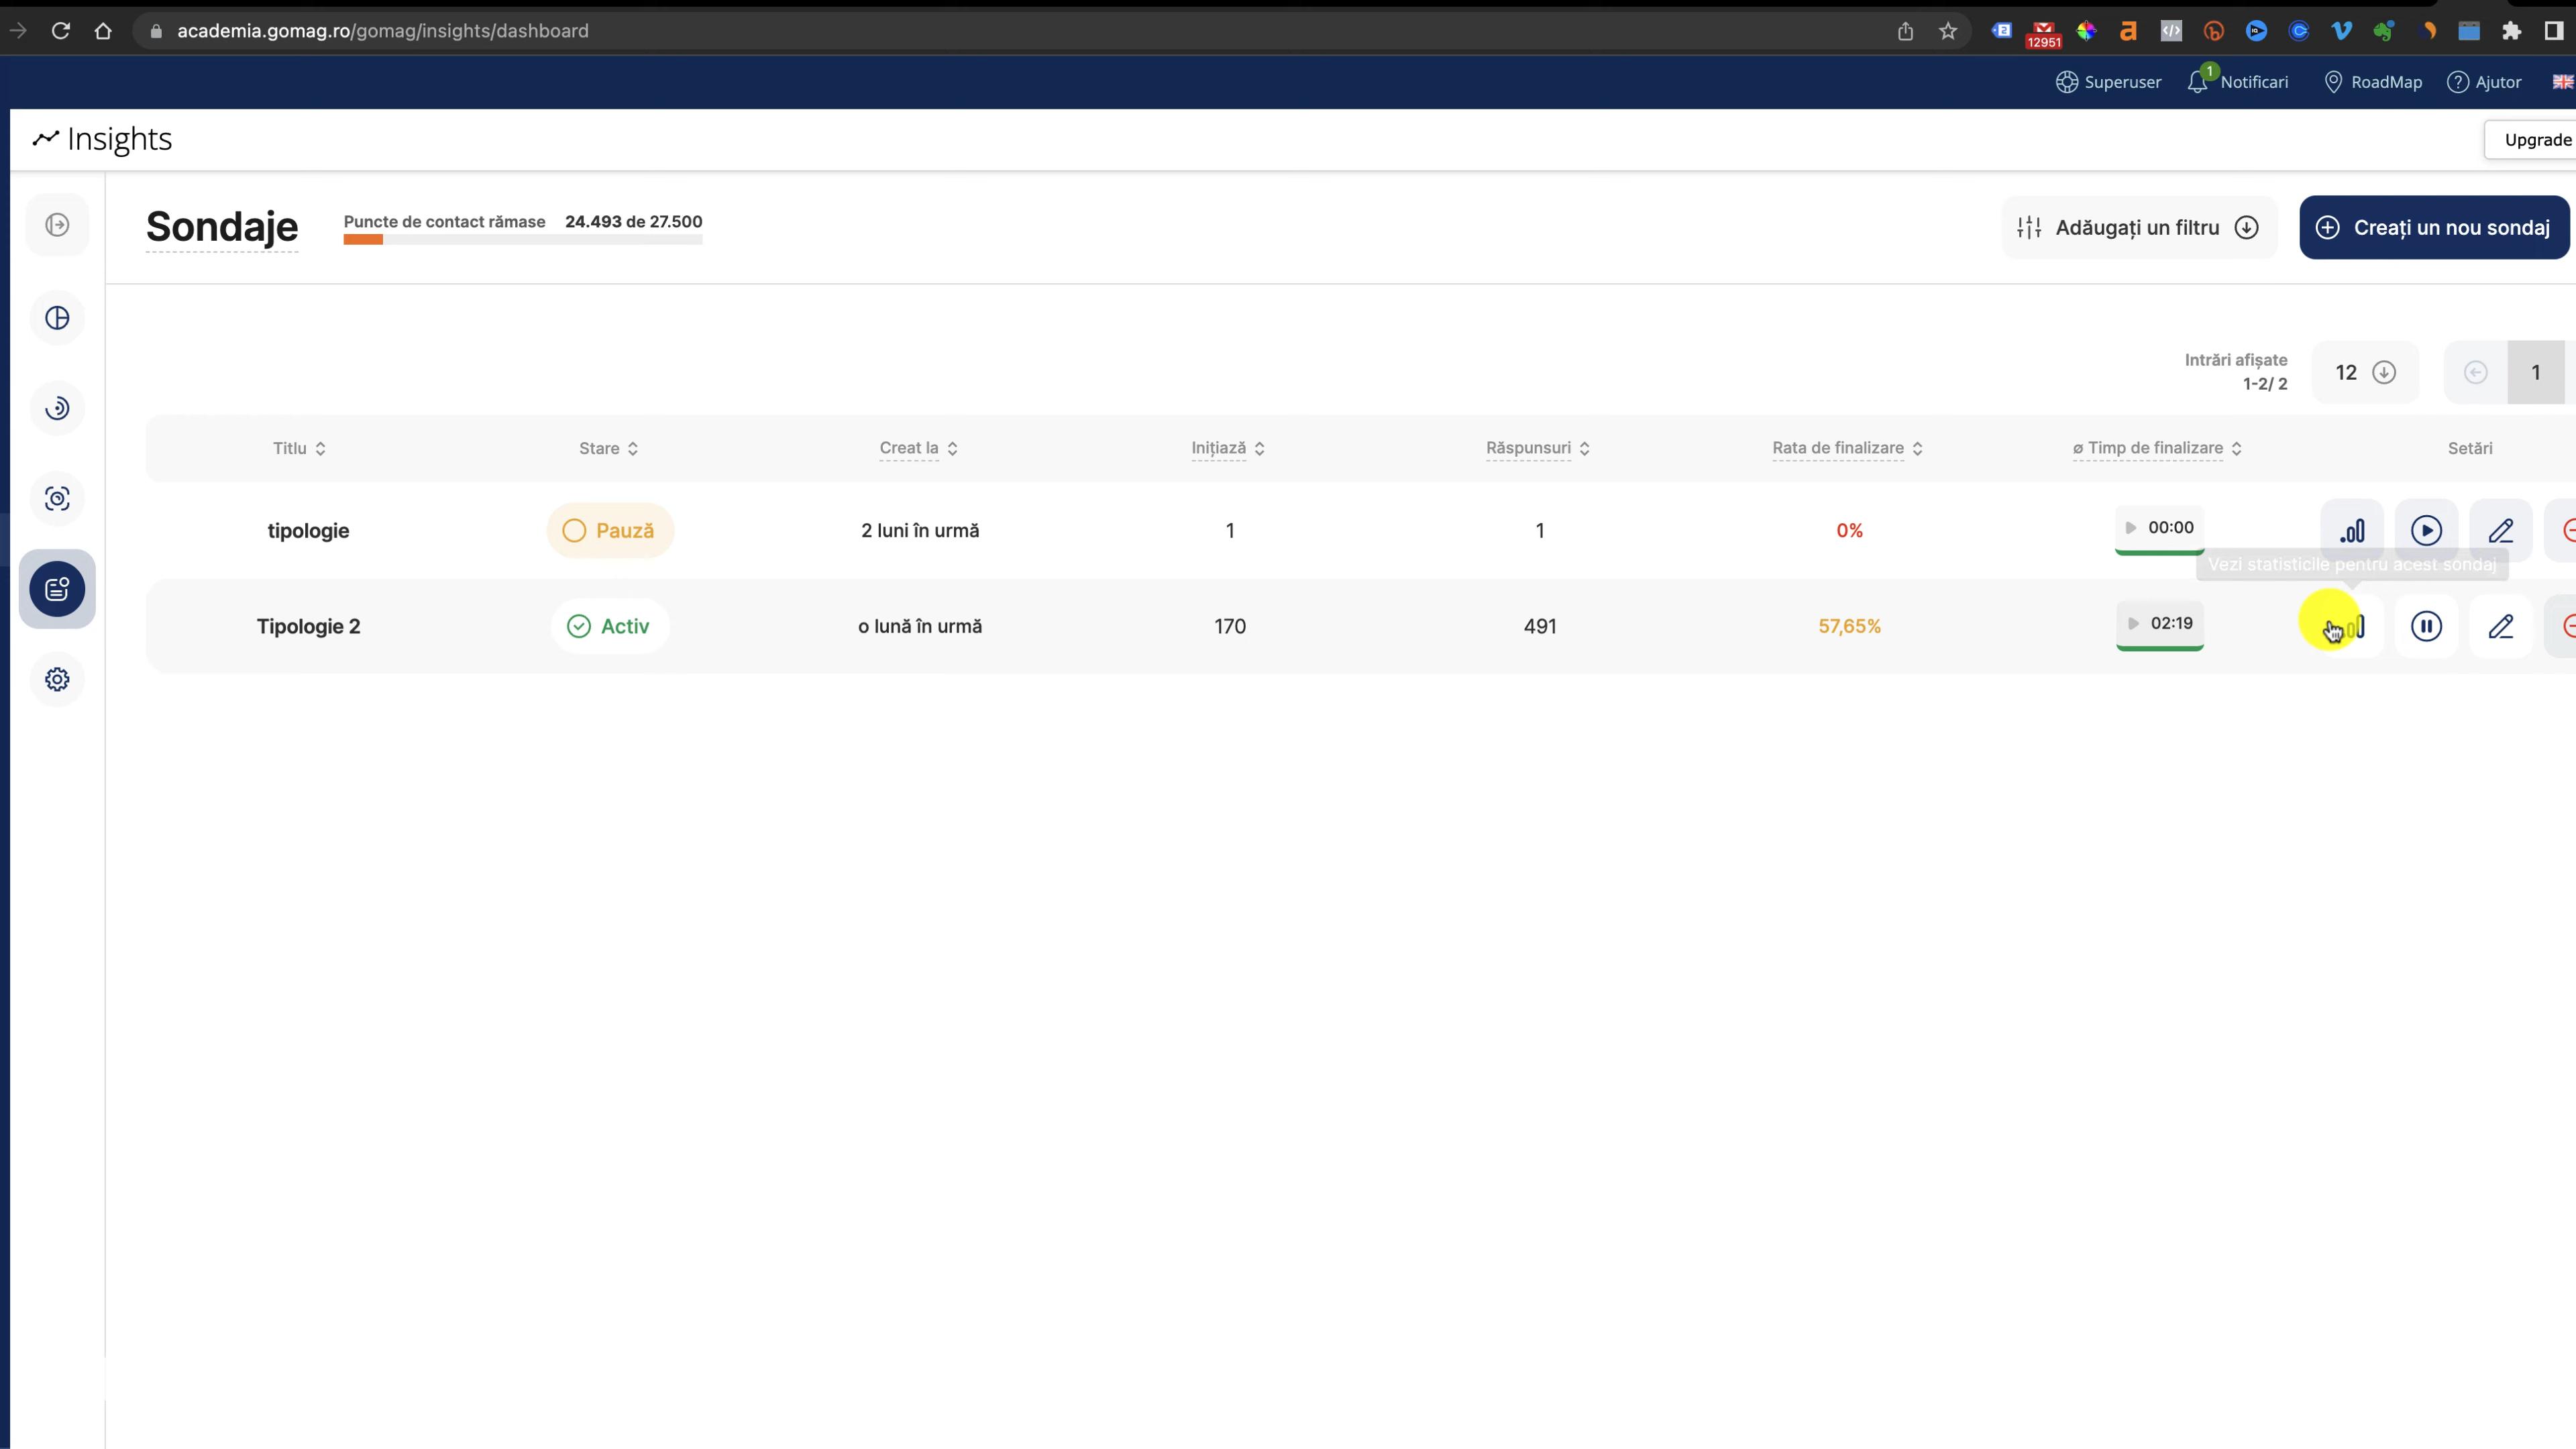 academia.gomag.ro/gomag/insights/dashboard
2
12951
Superuser
1
Notificari
RoadMap
Ajutor
Insights
Upgrade
Sondaje
Puncte de contact rămase 24.493 de 27.500
Adăugați un filtru
Creați un nou sondaj
Intrări afișate
1-2/ 2
12
1
Titlu Stare Creat la Inițiază Răspunsuri Rata de finalizare ø Timp de finalizare Setări
tipologie Pauză 2 luni în urmă 1 1 0% 00:00
Vezi statisticile pentru acest sondaj
Tipologie 2 Activ o lună în urmă 170 491 57,65% 02:19